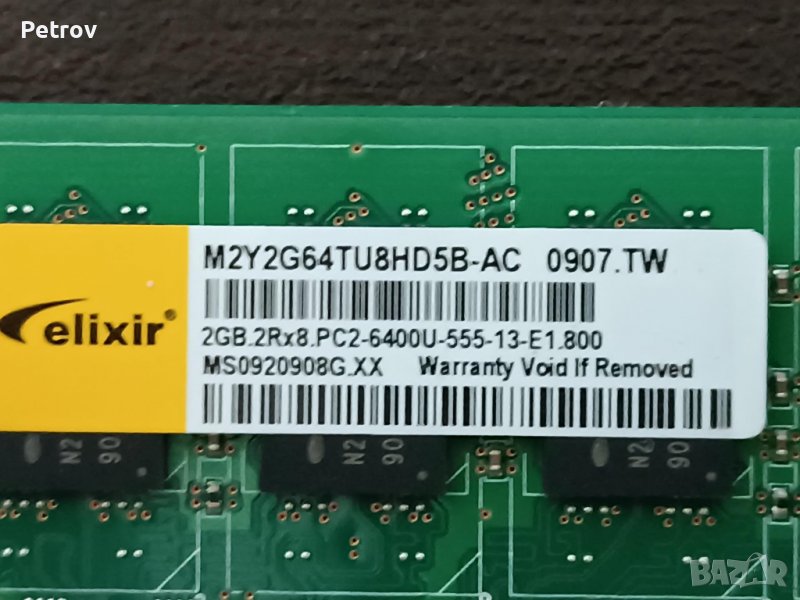 Petrov
M2Y2G64TU8HD5B-AC 0907.TW
elixir®
2GB.2Rx8.PC2-6400U-555-13-E1.800
MS0920908G.XX Warranty Void If Removed
N2 90 N2 90 N2 90
BAZAR